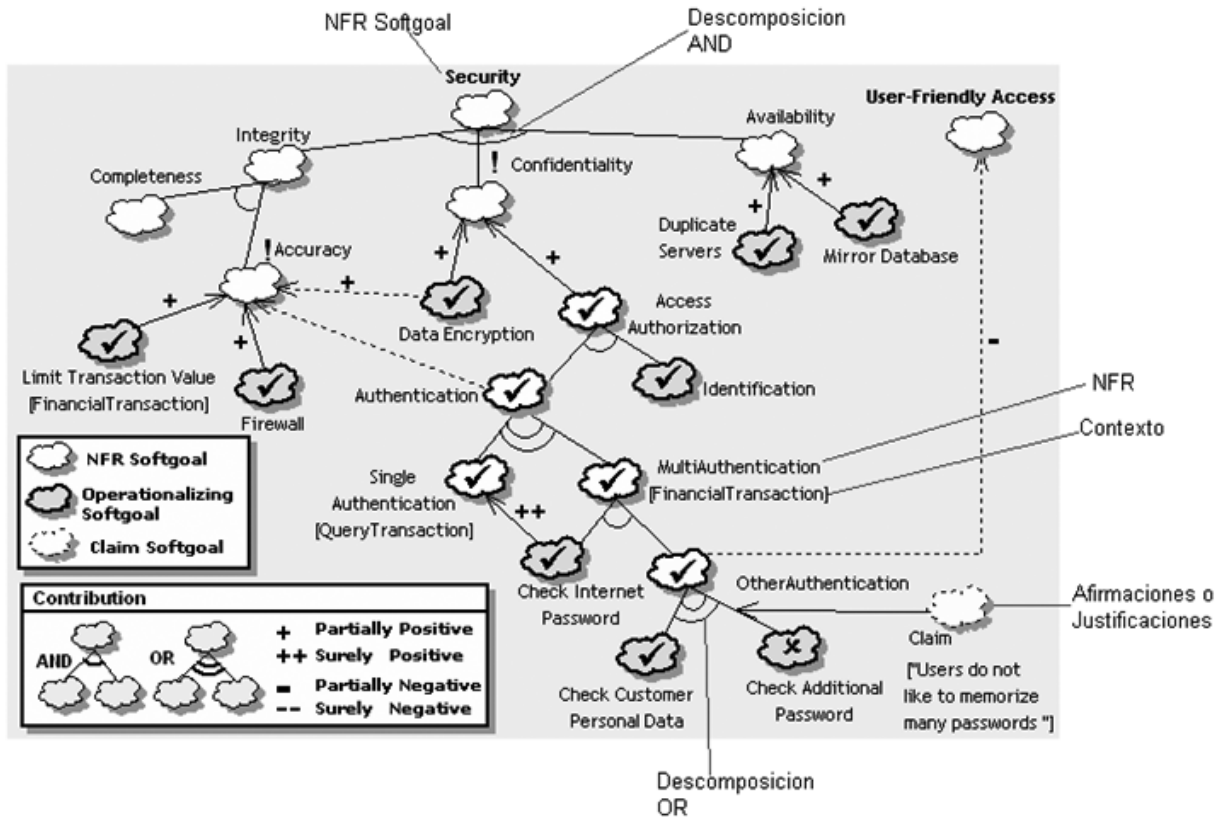 NFR Softgoal
Descomposicion
AND
Security
User-Friendly Access
Integrity
Availability
Completeness
! Confidentiality
+
+
Duplicate
Servers
Mirror Database
! Accuracy
+
+
+
+
Data Encryption
Access
Authorization
-
Limit Transaction Value
[FinancialTransaction]
+
Firewall
Authentication
Identification
NFR
Contexto
NFR Softgoal
Operationalizing
Softgoal
Claim Softgoal
Single
Authentication
[QueryTransaction]
MultiAuthentication
[FinancialTransaction]
++
Check Internet
Password
OtherAuthentication
Claim
["Users do not
like to memorize
many passwords "]
Afirmaciones o
Justificaciones
Check Customer
Personal Data
Check Additional
Password
Contribution
AND
OR
+ Partially Positive
++ Surely Positive
- Partially Negative
-- Surely Negative
Descomposicion
OR